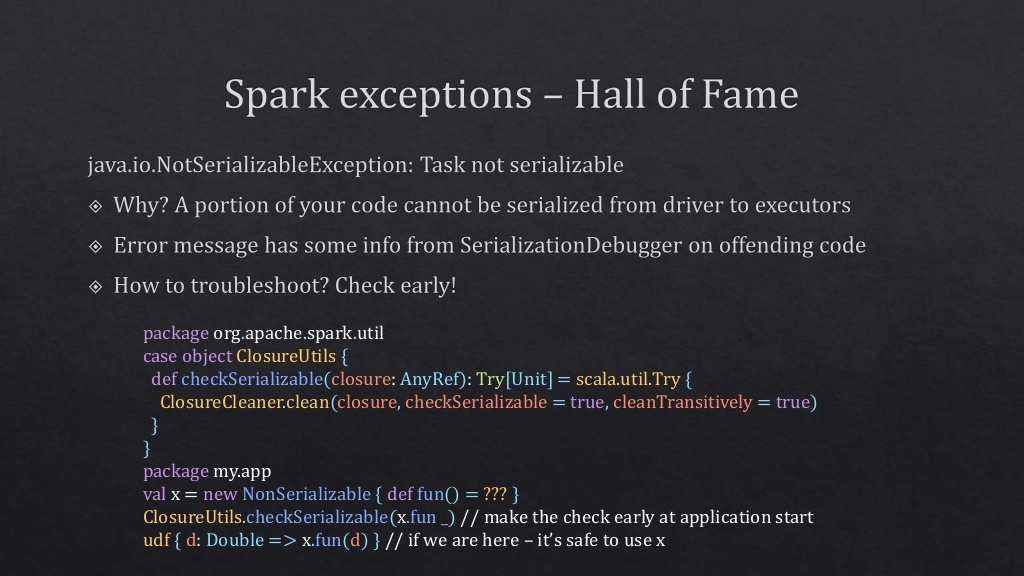 Spark exceptions – Hall of Fame
java.io.NotSerializableException: Task not serializable
Why? A portion of your code cannot be serialized from driver to executors
Error message has some info from SerializationDebugger on offending code
How to troubleshoot? Check early!
package org.apache.spark.util
case object ClosureUtils {
def checkSerializable(closure: AnyRef): Try[Unit] = scala.util.Try {
ClosureCleaner.clean(closure, checkSerializable = true, cleanTransitively = true)
}
}
package my.app
val x = new NonSerializable { def fun() = ??? }
ClosureUtils.checkSerializable(x.fun _) // make the check early at application start
udf { d: Double => x.fun(d) } // if we are here – it’s safe to use x